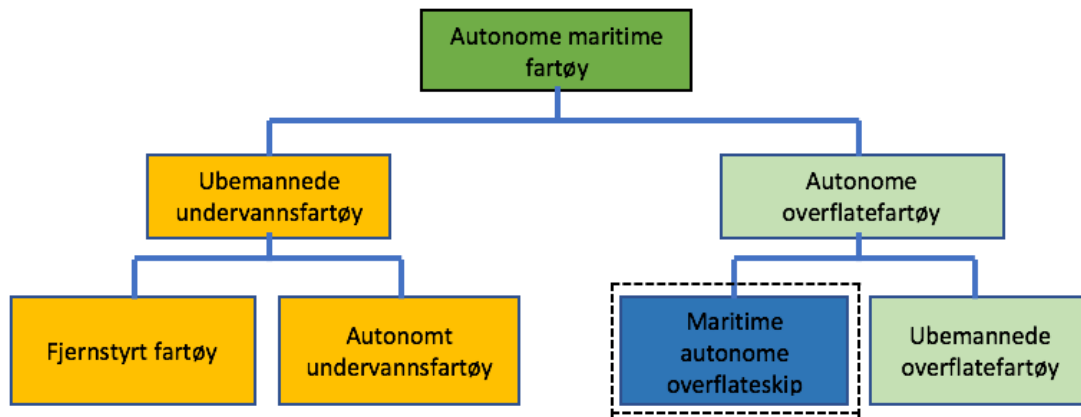 Autonome maritime
fartøy
Ubemannede
undervannsfartøy
Autonome
overflatefartøy
Fjernstyrt fartøy
Autonomt
undervannsfartøy
Maritime
autonome
overflateskip
Ubemannede
overflatefartøy